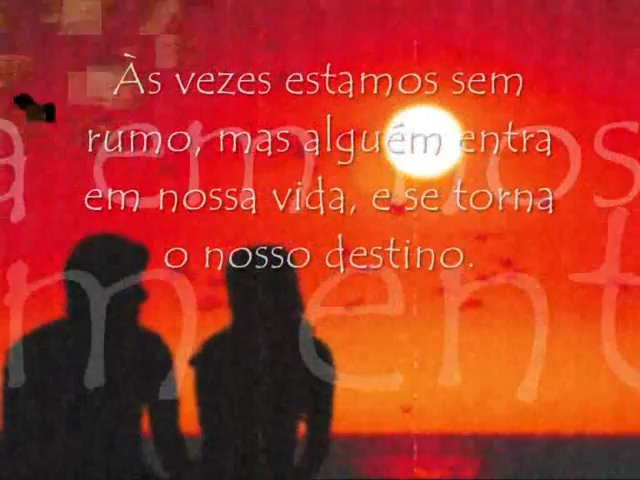 Às vezes estamos sem
rumo, mas alguém entra
em nossa vida, e se torna
o nosso destino.